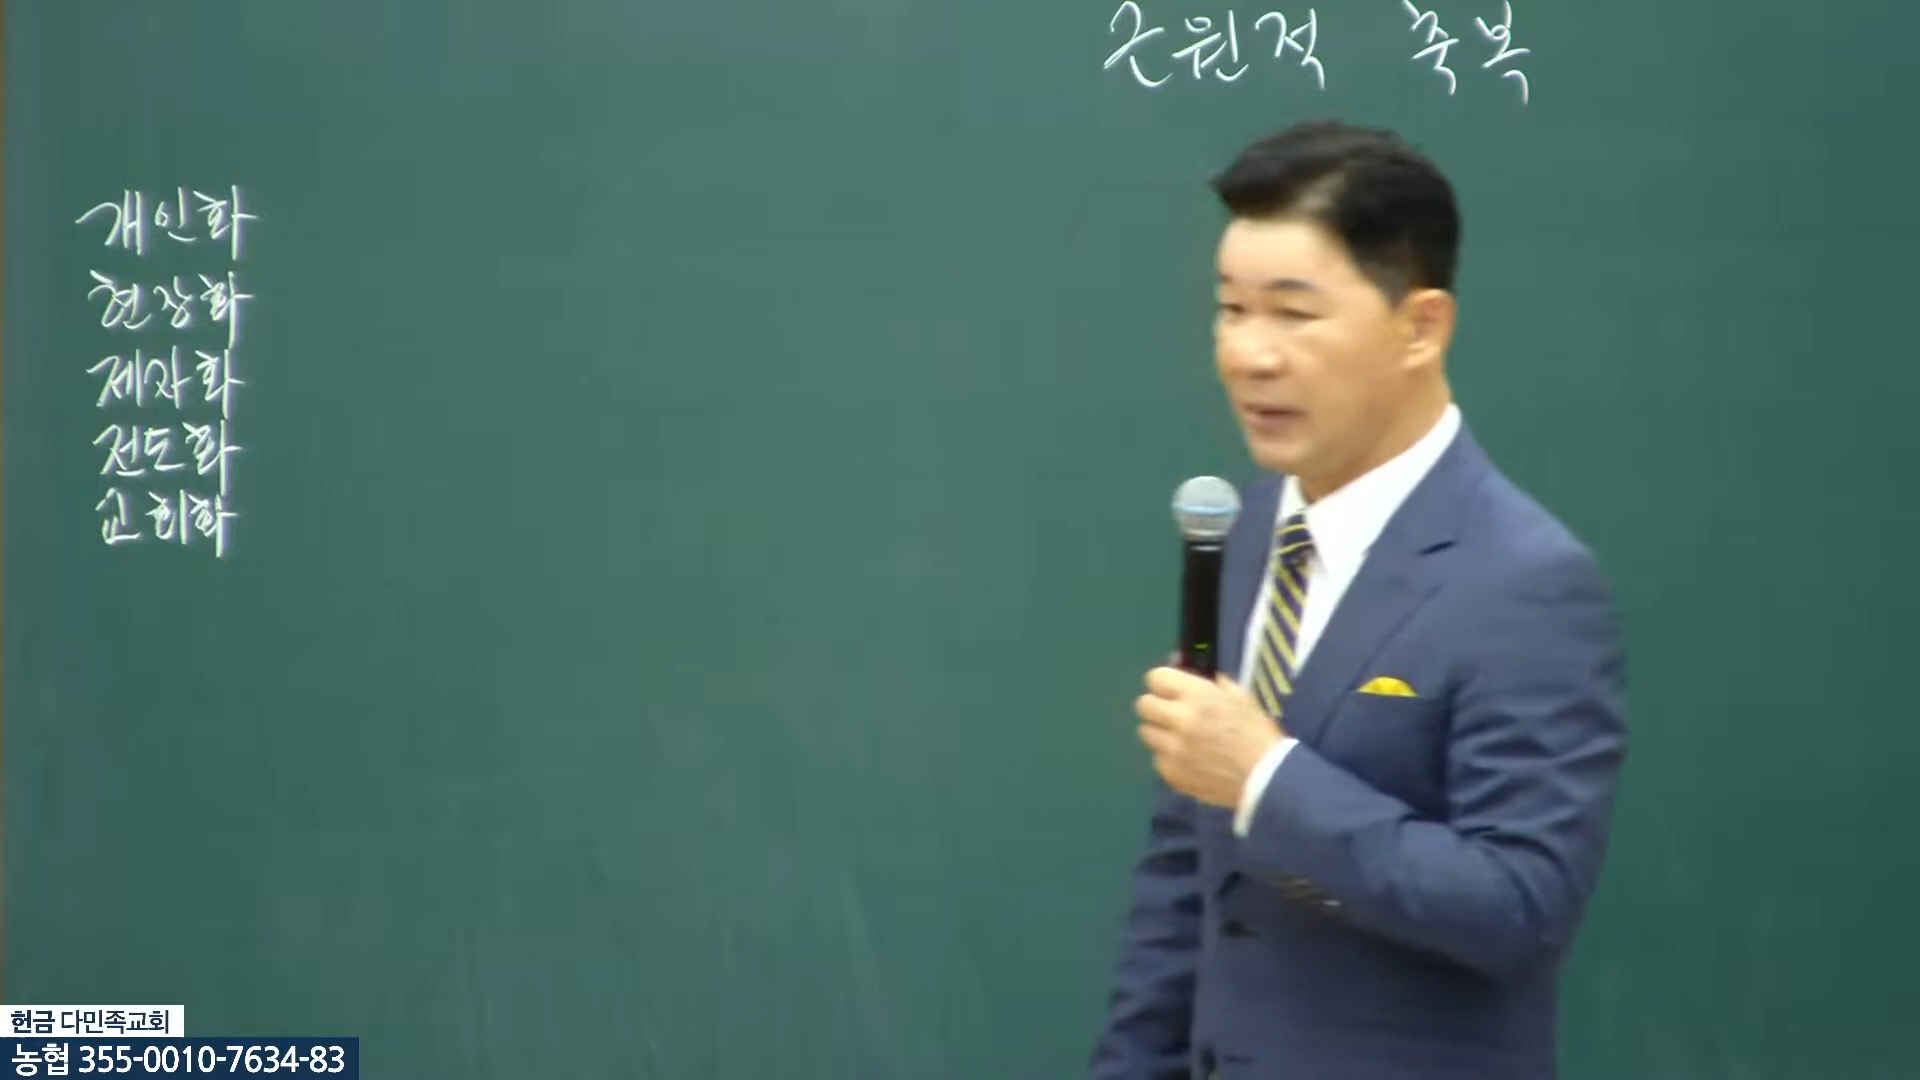 근원적 축복
개인화
현장화
제자화
전도화
교회화
헌금 다민족교회
농협 355-0010-7634-83